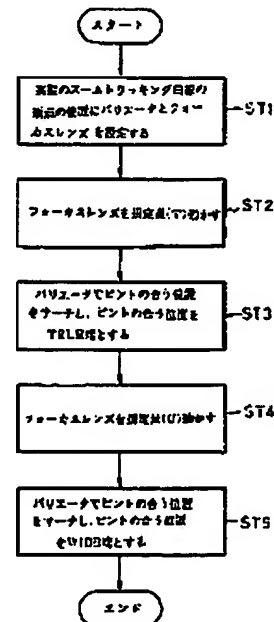 スタート
実際のズームトラッキング曲線の
頂点の位置にバリエータとフォー
カスレンズを設定する
ST1
フォーカスレンズを規定量(T)動かす
ST2
バリエータでピントの合う位置
をサーチし、ピントの合う位置を
TELE端とする
ST3
フォーカスレンズを規定量(U)動かす
ST4
バリエータでピントの合う位置
をサーチし、ピントの合う位置
をWIDE端とする
ST5
エンド